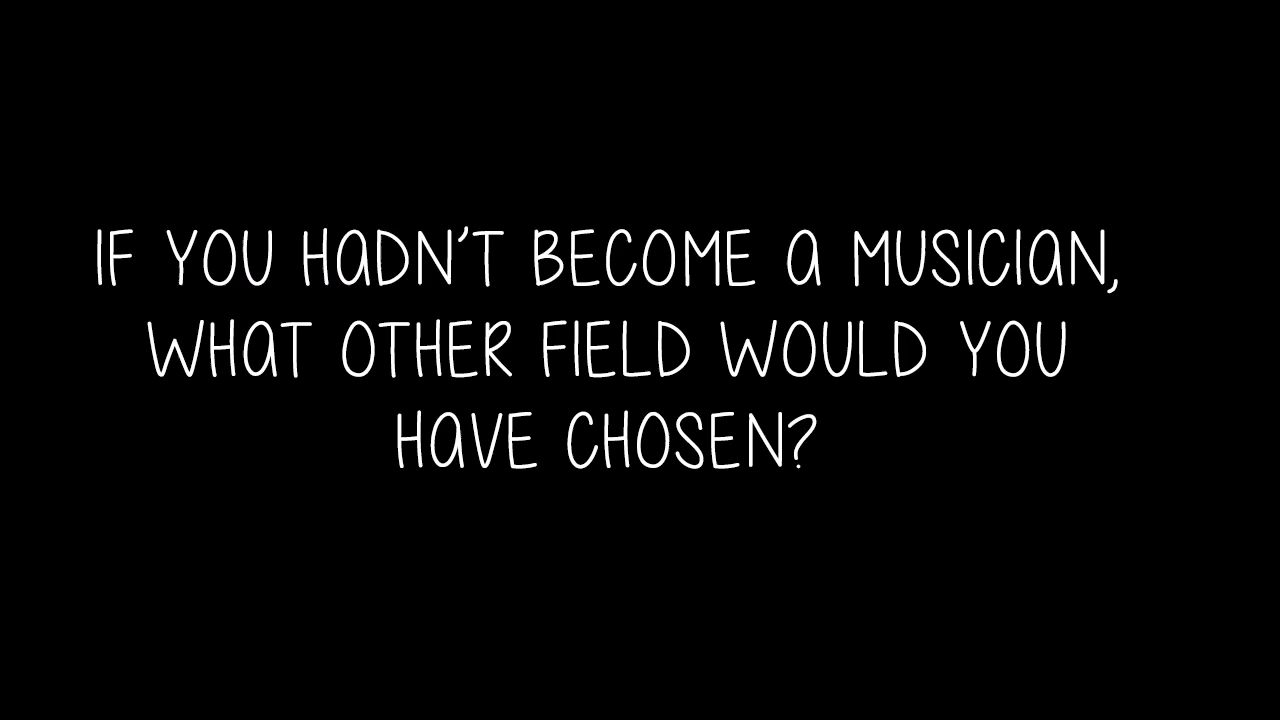 IF YOU HADN'T BECOME A MUSICIAN,
WHAT OTHER FIELD WOULD YOU
HAVE CHOSEN?